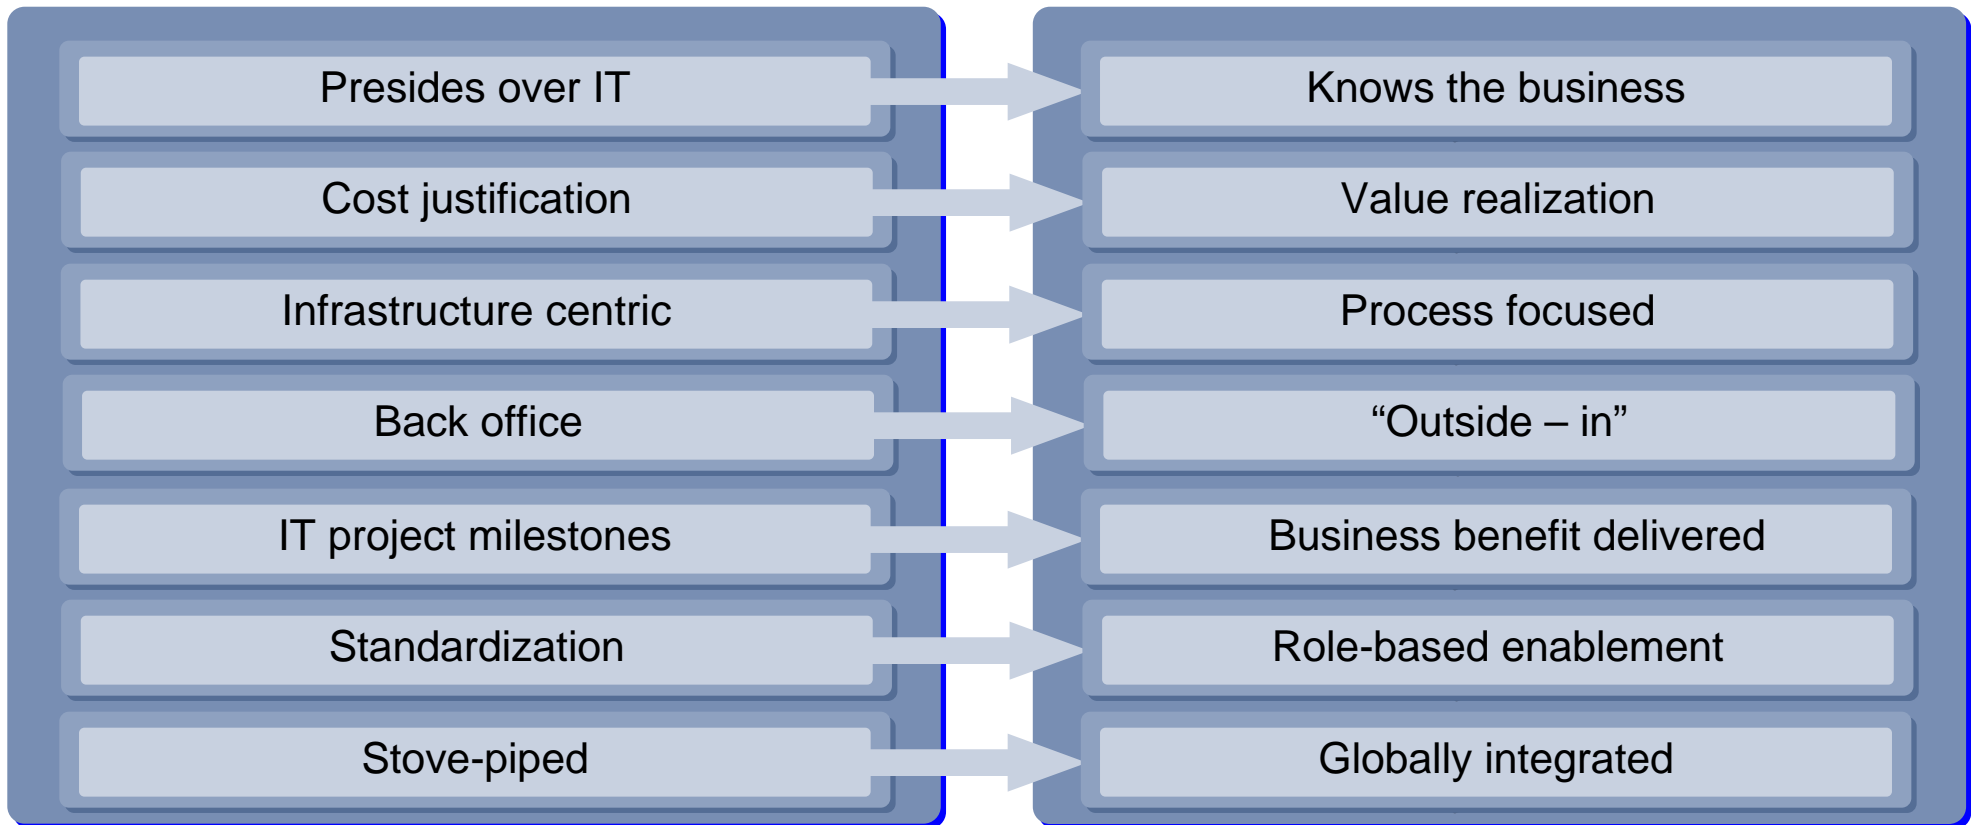 Presides over IT
Knows the business
Cost justification
Value realization
Infrastructure centric
Process focused
Back office
“Outside – in”
IT project milestones
Business benefit delivered
Standardization
Role-based enablement
Stove-piped
Globally integrated